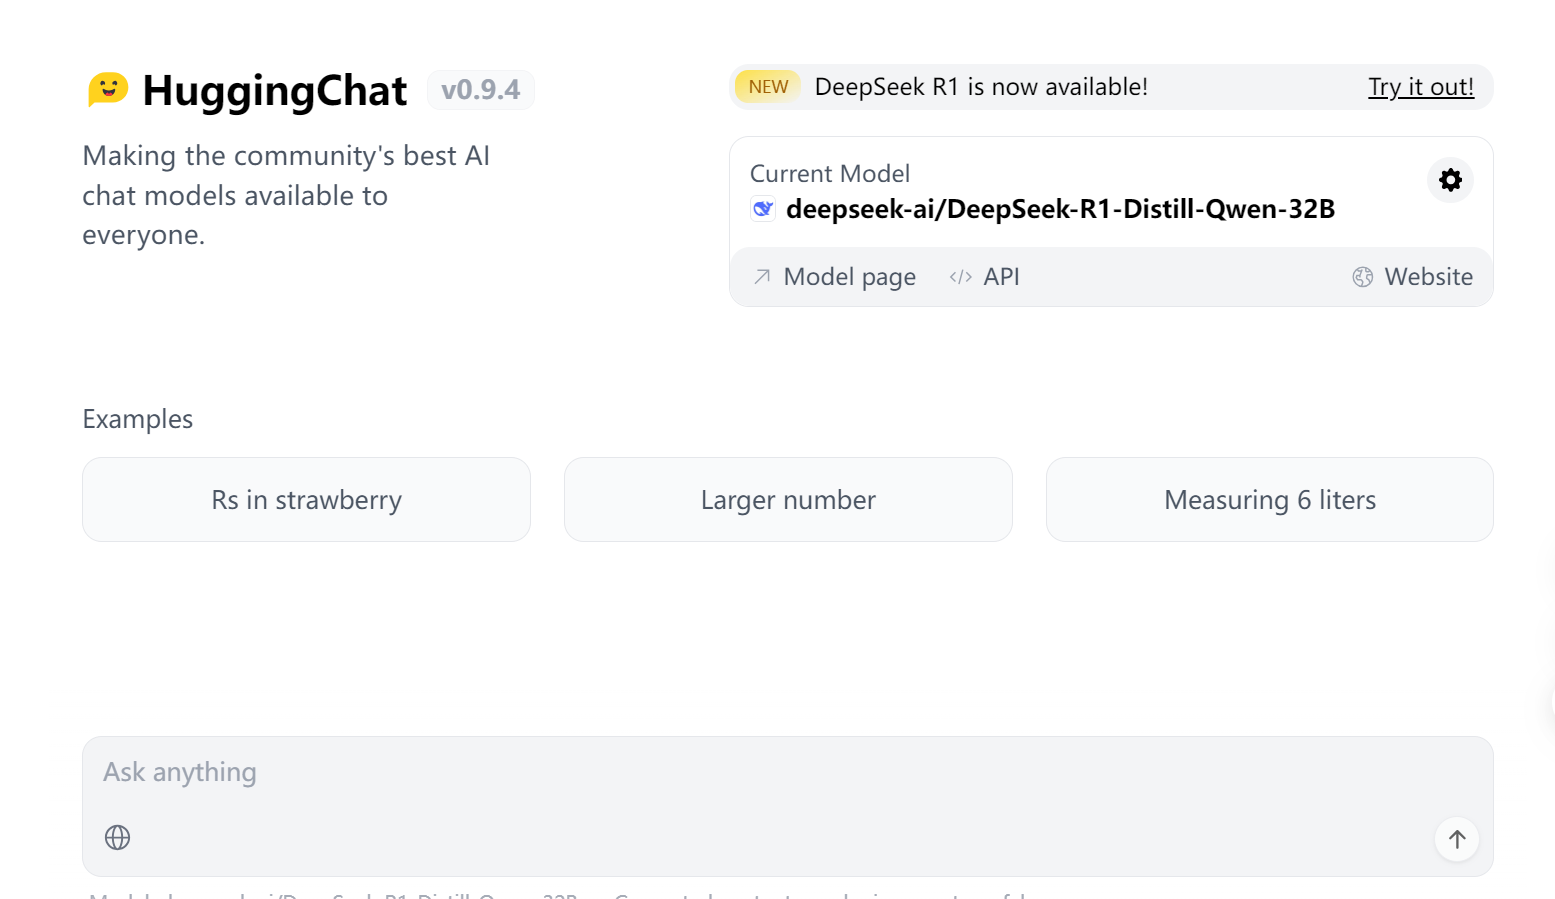 HuggingChat v0.9.4
Making the community's best AI
chat models available to
everyone.
NEW DeepSeek R1 is now available! Try it out!
Current Model
deepseek-ai/DeepSeek-R1-Distill-Qwen-32B
Model page </> API Website
Examples
Rs in strawberry
Larger number
Measuring 6 liters
Ask anything